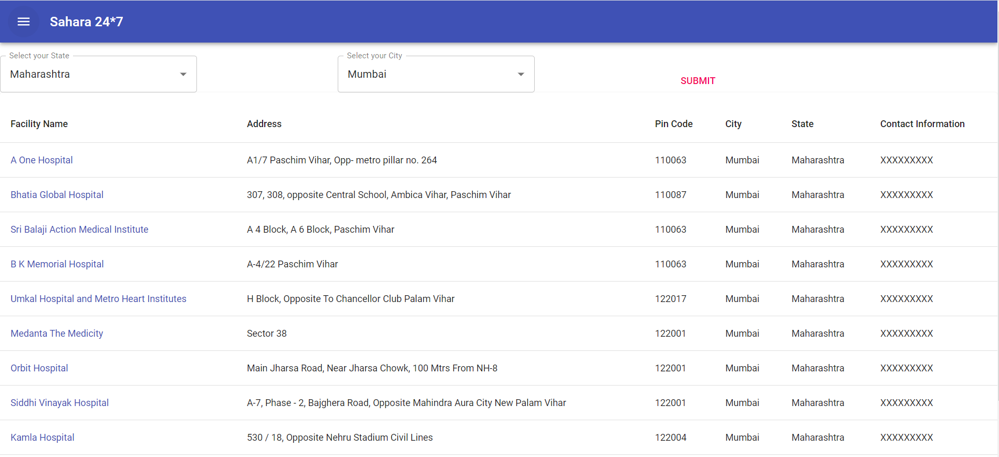 Sahara 24*7
Select your State
Maharashtra
Select your City
Mumbai
SUBMIT
Facility Name Address Pin Code City State Contact Information
A One Hospital A1/7 Paschim Vihar, Opp- metro pillar no. 264 110063 Mumbai Maharashtra XXXXXXXXX
Bhatia Global Hospital 307, 308, opposite Central School, Ambica Vihar, Paschim Vihar 110087 Mumbai Maharashtra XXXXXXXXX
Sri Balaji Action Medical Institute A 4 Block, A 6 Block, Paschim Vihar 110063 Mumbai Maharashtra XXXXXXXXX
B K Memorial Hospital A-4/22 Paschim Vihar 110063 Mumbai Maharashtra XXXXXXXXX
Umkal Hospital and Metro Heart Institutes H Block, Opposite To Chancellor Club Palam Vihar 122017 Mumbai Maharashtra XXXXXXXXX
Medanta The Medicity Sector 38 122001 Mumbai Maharashtra XXXXXXXXX
Orbit Hospital Main Jharsa Road, Near Jharsa Chowk, 100 Mtrs From NH-8 122001 Mumbai Maharashtra XXXXXXXXX
Siddhi Vinayak Hospital A-7, Phase - 2, Bajghera Road, Opposite Mahindra Aura City New Palam Vihar 122001 Mumbai Maharashtra XXXXXXXXX
Kamla Hospital 530 / 18, Opposite Nehru Stadium Civil Lines 122004 Mumbai Maharashtra XXXXXXXXX